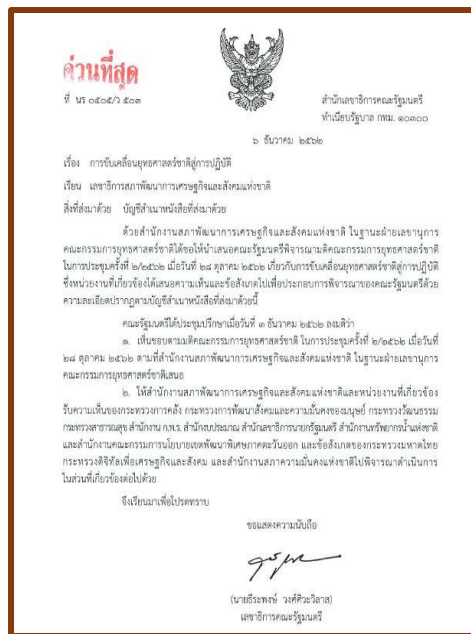 ด่วนที่สุด
ที่ นร ๐๕๐๕/ว ๕๐๓
สำนักเลขาธิการคณะรัฐมนตรี
ทำเนียบรัฐบาล กทม. ๑๐๓๐๐
๖ ธันวาคม ๒๕๖๒
เรื่อง การขับเคลื่อนยุทธศาสตร์ชาติสู่การปฏิบัติ
เรียน เลขาธิการสภาพัฒนาการเศรษฐกิจและสังคมแห่งชาติ
สิ่งที่ส่งมาด้วย บัญชีสำเนาหนังสือที่ส่งมาด้วย
ด้วยสำนักงานสภาพัฒนาการเศรษฐกิจและสังคมแห่งชาติ ในฐานะฝ่ายเลขานุการ
คณะกรรมการยุทธศาสตร์ชาติได้ขอให้นำเสนอคณะรัฐมนตรีพิจารณามติคณะกรรมการยุทธศาสตร์ชาติ
ในการประชุมครั้งที่ ๒/๒๕๖๒ เมื่อวันที่ ๒๘ ตุลาคม ๒๕๖๒ เกี่ยวกับการขับเคลื่อนยุทธศาสตร์ชาติสู่การปฏิบัติ
ซึ่งหน่วยงานที่เกี่ยวข้องได้เสนอความเห็นและข้อสังเกตไปเพื่อประกอบการพิจารณาของคณะรัฐมนตรีด้วย
ความละเอียดปรากฏตามบัญชีสำเนาหนังสือที่ส่งมาด้วยนี้
คณะรัฐมนตรีได้ประชุมปรึกษาเมื่อวันที่ ๓ ธันวาคม ๒๕๖๒ ลงมติว่า
๑. เห็นชอบตามมติคณะกรรมการยุทธศาสตร์ชาติ ในการประชุมครั้งที่ ๒/๒๕๖๒ เมื่อวันที่
๒๘ ตุลาคม ๒๕๖๒ ตามที่สำนักงานสภาพัฒนาการเศรษฐกิจและสังคมแห่งชาติ ในฐานะฝ่ายเลขานุการ
คณะกรรมการยุทธศาสตร์ชาติเสนอ
๒. ให้สำนักงานสภาพัฒนาการเศรษฐกิจและสังคมแห่งชาติและหน่วยงานที่เกี่ยวข้อง
รับความเห็นของกระทรวงการคลัง กระทรวงการพัฒนาสังคมและความมั่นคงของมนุษย์ กระทรวงวัฒนธรรม
กระทรวงสาธารณสุข สำนักงาน ก.พ.ร. สำนักงบประมาณ สำนักเลขาธิการนายกรัฐมนตรี สำนักงานทรัพยากรน้ำแห่งชาติ
และสำนักงานคณะกรรมการนโยบายเขตพัฒนาพิเศษภาคตะวันออก และข้อสังเกตของกระทรวงมหาดไทย
กระทรวงดิจิทัลเพื่อเศรษฐกิจและสังคม และสำนักงานสภาความมั่นคงแห่งชาติไปพิจารณาดำเนินการ
ในส่วนที่เกี่ยวข้องต่อไปด้วย
จึงเรียนมาเพื่อโปรดทราบ
ขอแสดงความนับถือ
(นายธีระพงษ์ วงศ์ศิวะวิลาส)
เลขาธิการคณะรัฐมนตรี